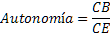 Autonomía = CB / CE